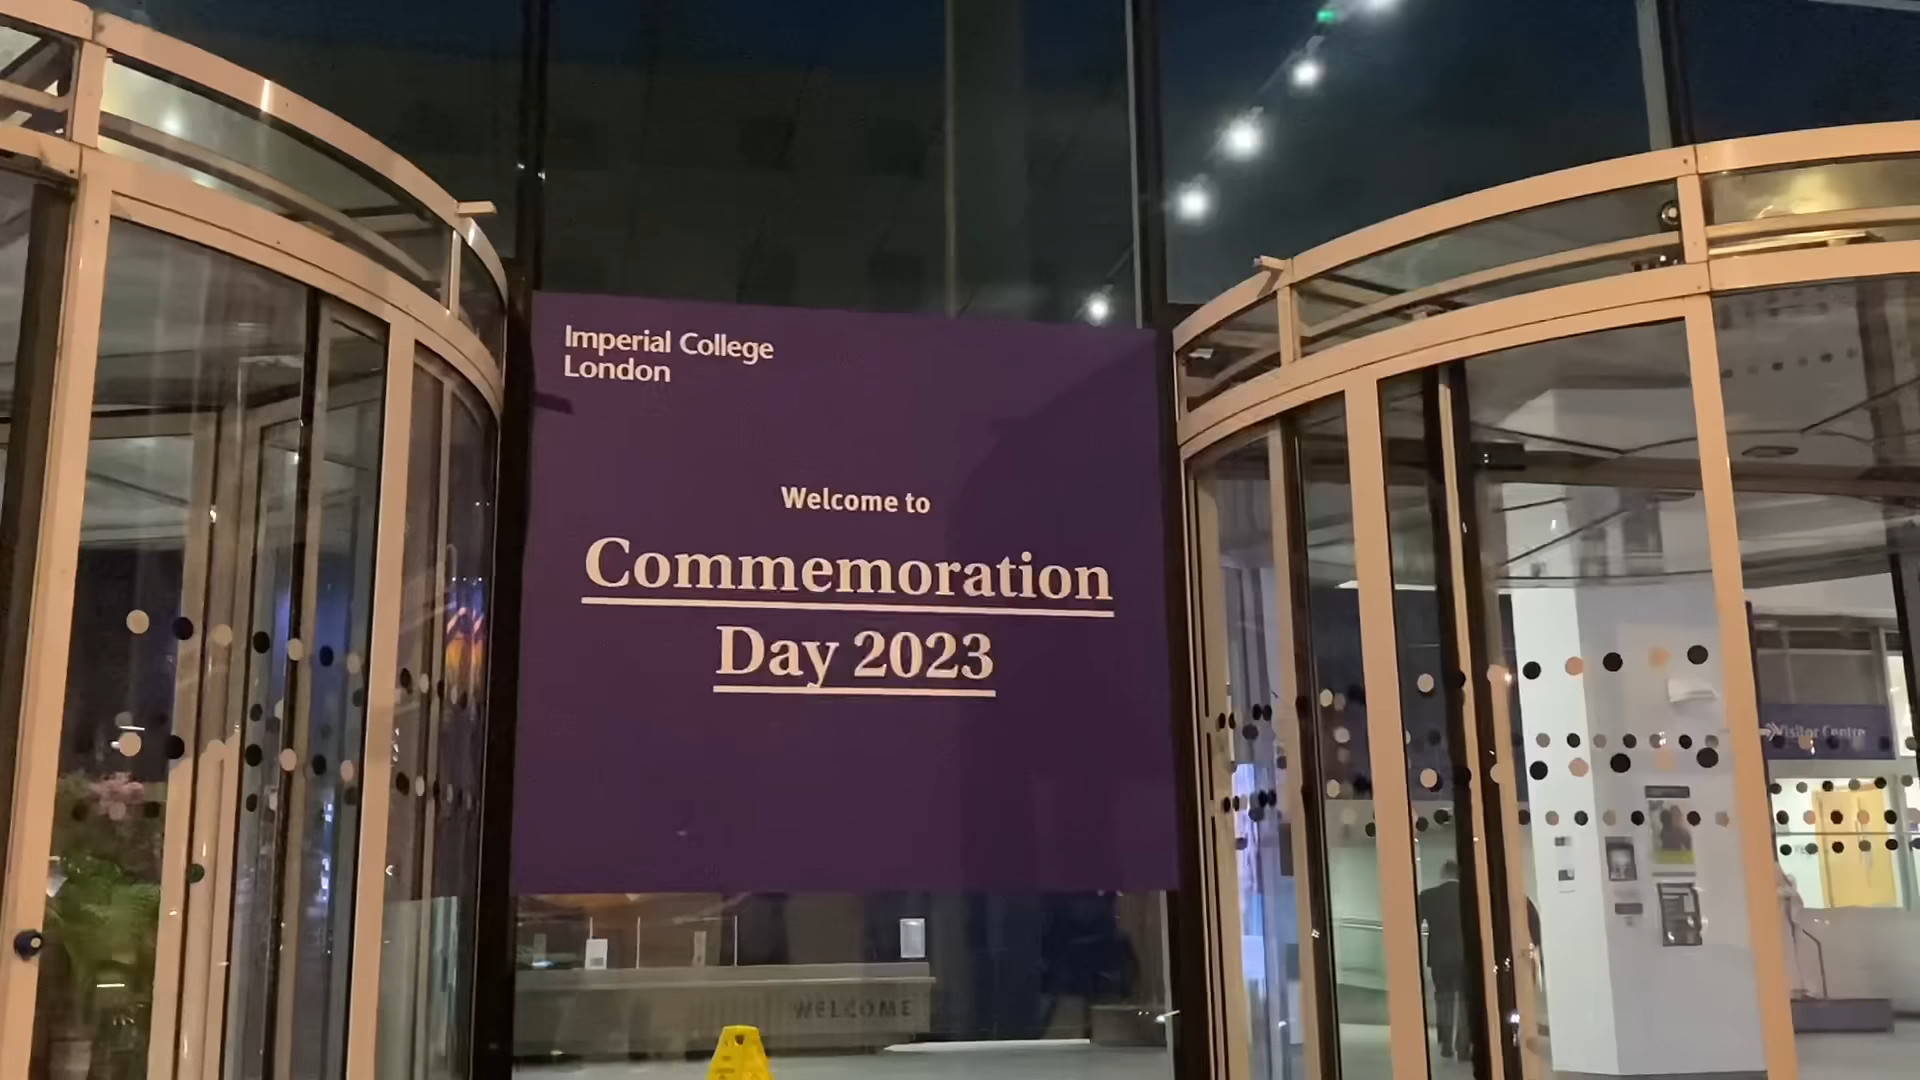 Imperial College
London
Welcome to
Commemoration
Day 2023
Visitor Centre
WELCOME